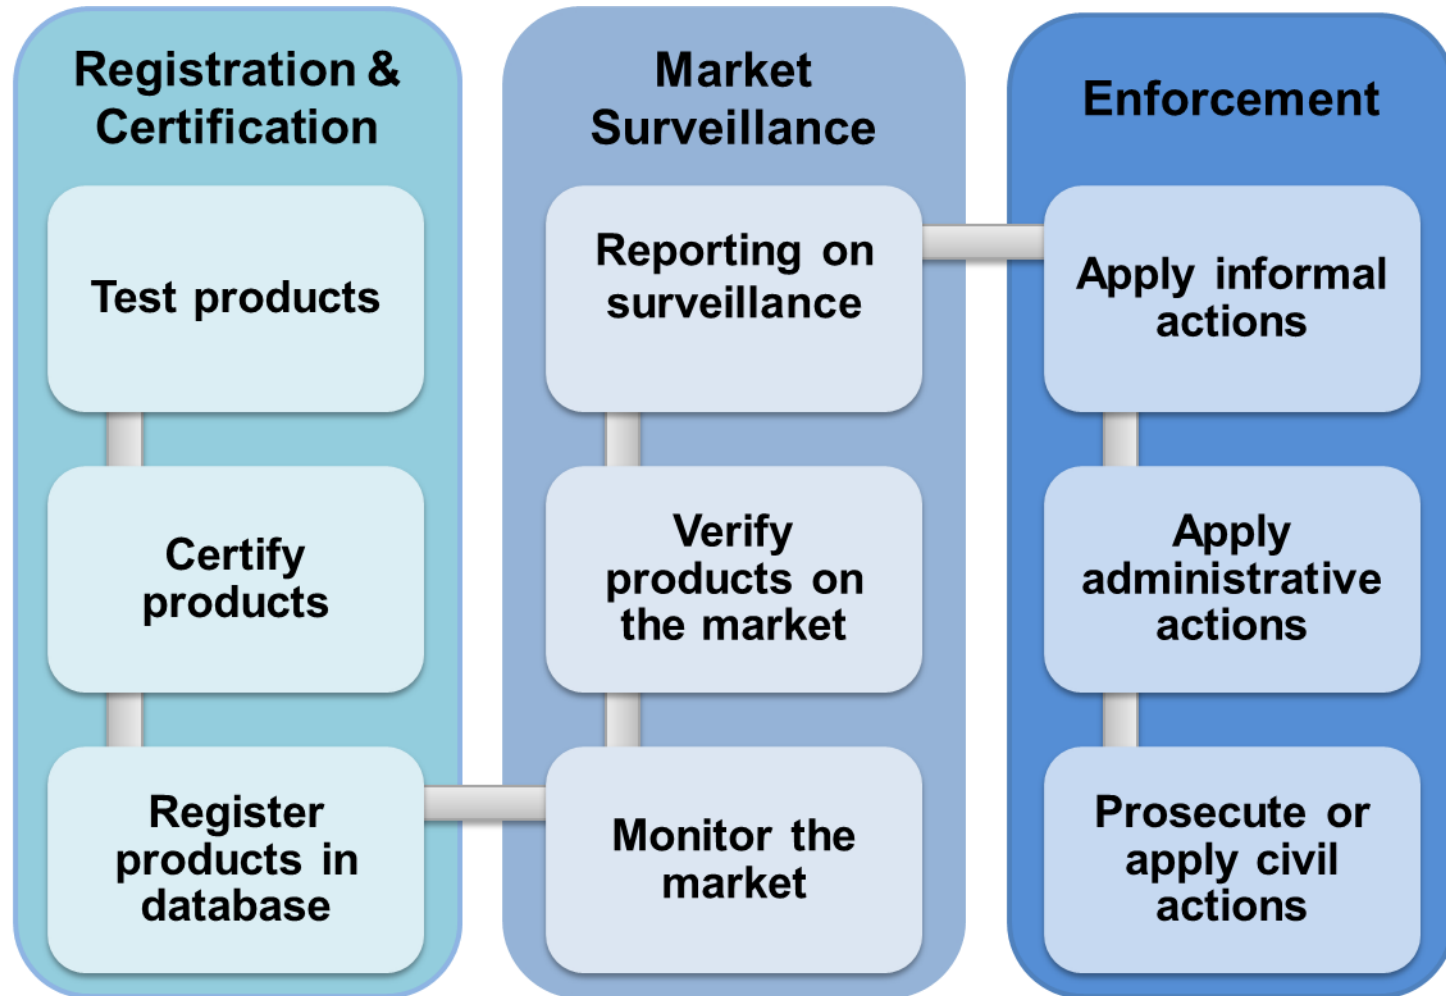 Registration &
Certification
Test products
Certify
products
Register
products in
database
Market
Surveillance
Reporting on
surveillance
Verify
products on
the market
Monitor the
market
Enforcement
Apply informal
actions
Apply
administrative
actions
Prosecute or
apply civil
actions